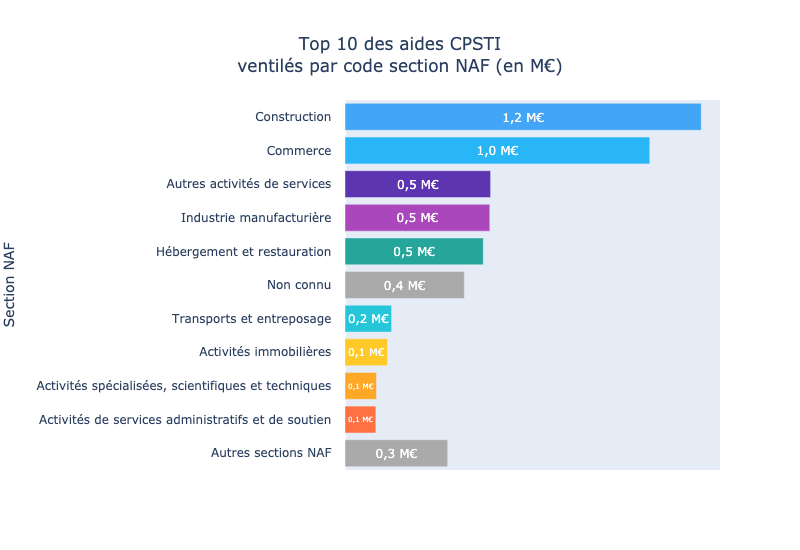 Top 10 des aides CPSTI
ventilés par code section NAF (en M€)
Section NAF
Construction 1,2 M€
Commerce 1,0 M€
Autres activités de services 0,5 M€
Industrie manufacturière 0,5 M€
Hébergement et restauration 0,5 M€
Non connu 0,4 M€
Transports et entreposage 0,2 M€
Activités immobilières 0,1 M€
Activités spécialisées, scientifiques et techniques 0,1 M€
Activités de services administratifs et de soutien 0,1 M€
Autres sections NAF 0,3 M€